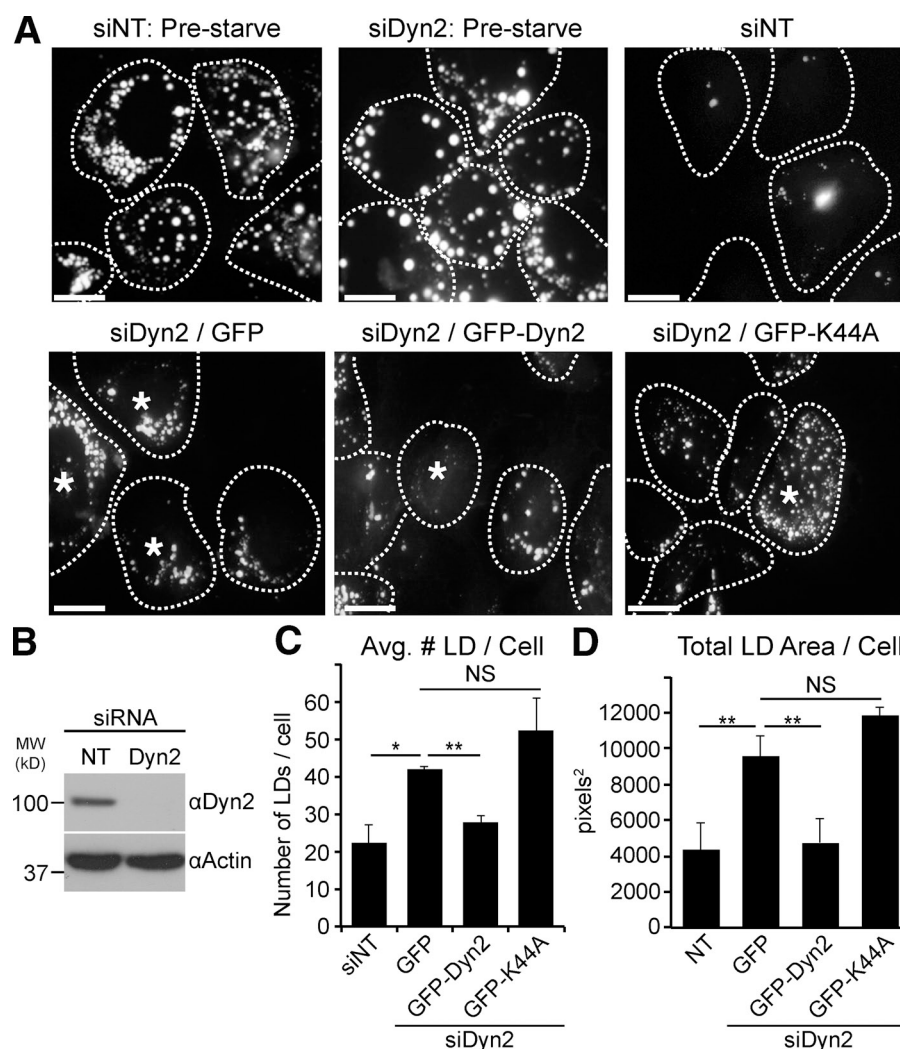 A
siNT: Pre-starve
siDyn2: Pre-starve
siNT
siDyn2 / GFP
siDyn2 / GFP-Dyn2
siDyn2 / GFP-K44A
*
*
*
*
*
B
siRNA
MW
(kD)
NT
Dyn2
100
αDyn2
37
αActin
C
Avg. # LD / Cell
NS
*
**
Number of LDs / cell
60
50
40
30
20
10
0
siNT
GFP
GFP-Dyn2
GFP-K44A
siDyn2
D
Total LD Area / Cell
NS
**
**
pixels²
12000
10000
8000
6000
4000
2000
0
NT
GFP
GFP-Dyn2
GFP-K44A
siDyn2